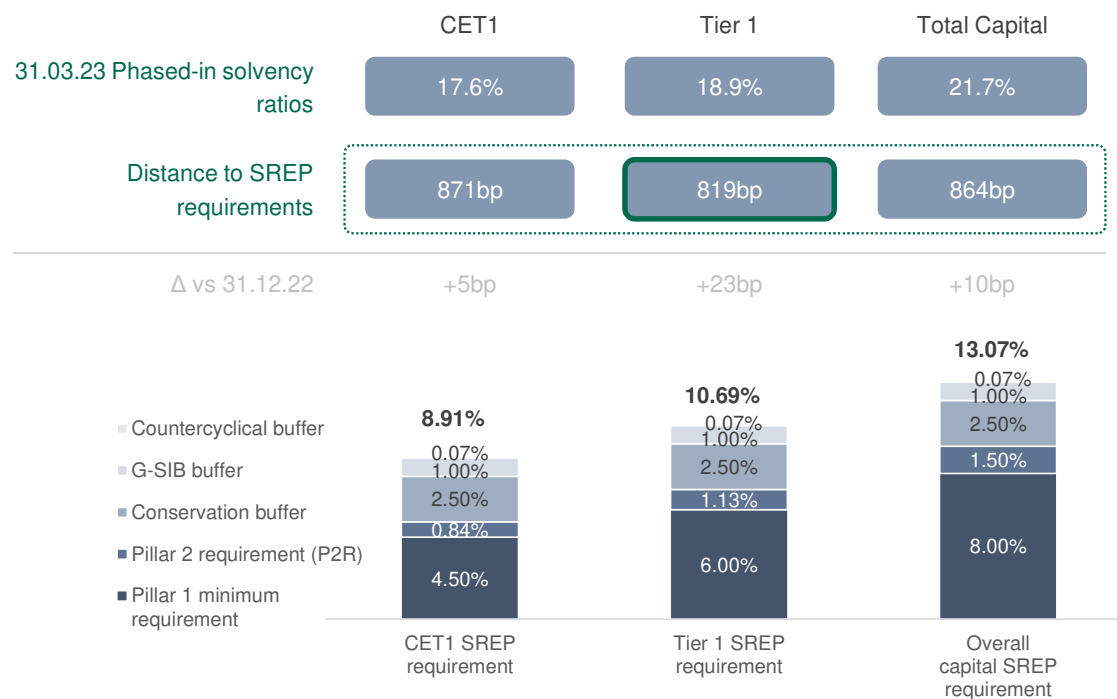 CET1
Tier 1
Total Capital
31.03.23 Phased-in solvency
ratios
17.6%
18.9%
21.7%
Distance to SREP
requirements
871bp
819bp
864bp
Δ vs 31.12.22
+5bp
+23bp
+10bp
Countercyclical buffer
G-SIB buffer
Conservation buffer
Pillar 2 requirement (P2R)
Pillar 1 minimum
requirement
8.91%
0.07%
1.00%
2.50%
0.84%
4.50%
CET1 SREP
requirement
10.69%
0.07%
1.00%
2.50%
1.13%
6.00%
Tier 1 SREP
requirement
13.07%
0.07%
1.00%
2.50%
1.50%
8.00%
Overall
capital SREP
requirement